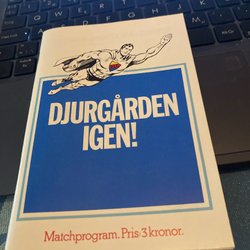 DJURGÅRDEN
IGEN!
Matchprogram. Pris 3 kronor.